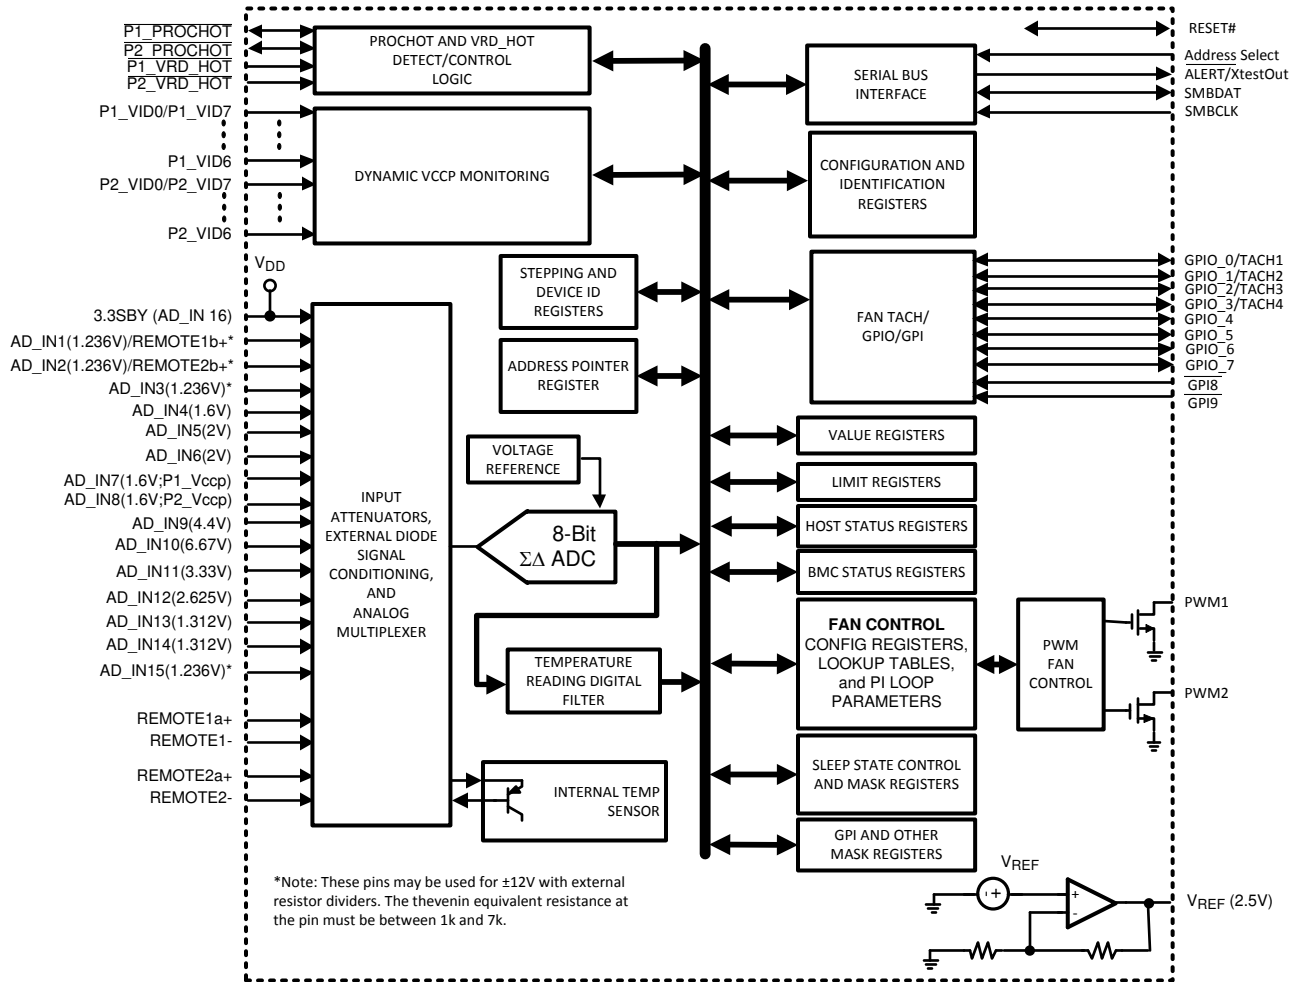 P1_PROCHOT
P2_PROCHOT
P1_VRD_HOT
P2_VRD_HOT
P1_VID0/P1_VID7
P1_VID6
P2_VID0/P2_VID7
P2_VID6
VDD
3.3SBY (AD_IN 16)
AD_IN1(1.236V)/REMOTE1b+*
AD_IN2(1.236V)/REMOTE2b+*
AD_IN3(1.236V)*
AD_IN4(1.6V)
AD_IN5(2V)
AD_IN6(2V)
AD_IN7(1.6V;P1_Vccp)
AD_IN8(1.6V;P2_Vccp)
AD_IN9(4.4V)
AD_IN10(6.67V)
AD_IN11(3.33V)
AD_IN12(2.625V)
AD_IN13(1.312V)
AD_IN14(1.312V)
AD_IN15(1.236V)*
REMOTE1a+
REMOTE1-
REMOTE2a+
REMOTE2-
PROCHOT AND VRD_HOT
DETECT/CONTROL
LOGIC
DYNAMIC VCCP MONITORING
STEPPING AND
DEVICE ID
REGISTERS
ADDRESS POINTER
REGISTER
VOLTAGE
REFERENCE
INPUT
ATTENUATORS,
EXTERNAL DIODE
SIGNAL
CONDITIONING,
AND
ANALOG
MULTIPLEXER
8-Bit
ΣΔ ADC
TEMPERATURE
READING DIGITAL
FILTER
INTERNAL TEMP
SENSOR
*Note: These pins may be used for ±12V with external
resistor dividers. The thevenin equivalent resistance at
the pin must be between 1k and 7k.
SERIAL BUS
INTERFACE
CONFIGURATION AND
IDENTIFICATION
REGISTERS
FAN TACH/
GPIO/GPI
VALUE REGISTERS
LIMIT REGISTERS
HOST STATUS REGISTERS
BMC STATUS REGISTERS
FAN CONTROL
CONFIG REGISTERS,
LOOKUP TABLES,
and PI LOOP
PARAMETERS
PWM
FAN
CONTROL
SLEEP STATE CONTROL
AND MASK REGISTERS
GPI AND OTHER
MASK REGISTERS
RESET#
Address Select
ALERT/XtestOut
SMBDAT
SMBCLK
GPIO_0/TACH1
GPIO_1/TACH2
GPIO_2/TACH3
GPIO_3/TACH4
GPIO_4
GPIO_5
GPIO_6
GPIO_7
GPI8
GPI9
PWM1
PWM2
VREF
- +
+
-
VREF (2.5V)